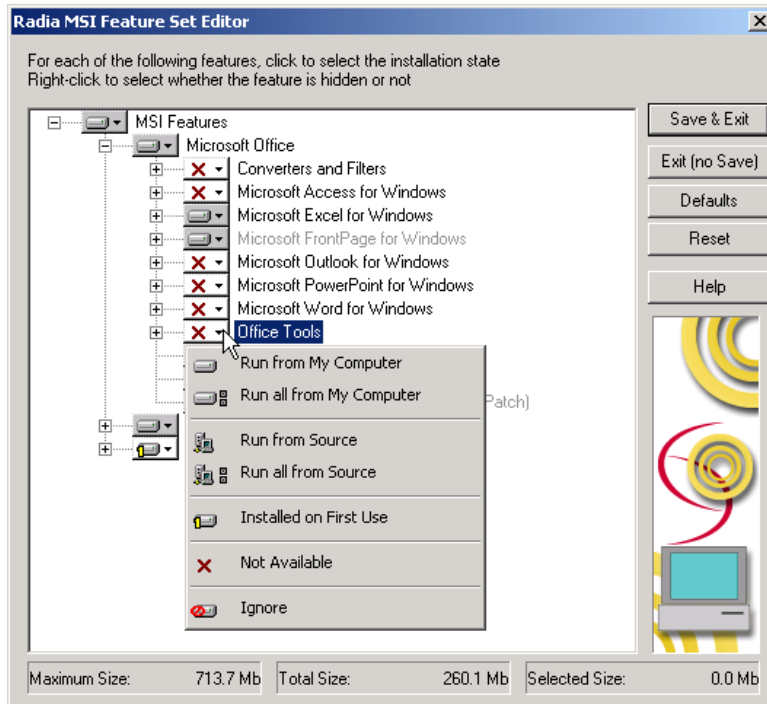 Radia MSI Feature Set Editor
For each of the following features, click to select the installation state
Right-click to select whether the feature is hidden or not
MSI Features
Save & Exit
Microsoft Office
Converters and Filters
Exit (no Save)
Microsoft Access for Windows
Defaults
Microsoft Excel for Windows
Microsoft FrontPage for Windows
Reset
Microsoft Outlook for Windows
Microsoft PowerPoint for Windows
Help
Microsoft Word for Windows
Office Tools
Run from My Computer
Run all from My Computer
Patch)
Run from Source
Run all from Source
Installed on First Use
Not Available
Ignore
Maximum Size: 713.7 Mb Total Size: 260.1 Mb Selected Size: 0.0 Mb